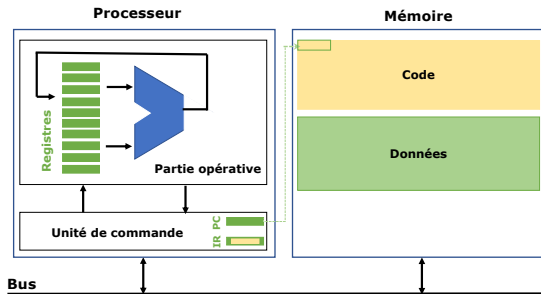 Processeur
Mémoire
Code
Registres
Données
Partie opérative
Unité de commande
IR PC
Bus